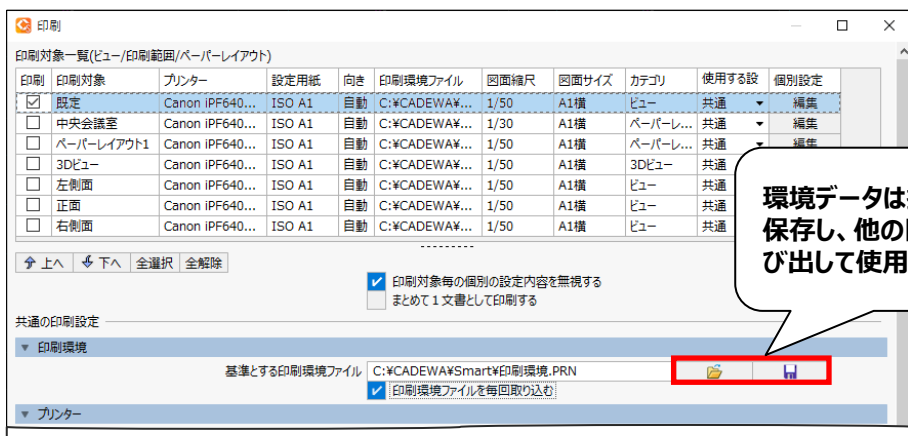 印刷
印刷対象一覧(ビュー/印刷範囲/ペーパーレイアウト)
印刷 印刷対象 プリンター 設定用紙 向き 印刷環境ファイル 図面縮尺 図面サイズ カテゴリ 使用する設 個別設定
既定 Canon iPF640... ISO A1 自動 C:¥CADEWA¥... 1/50 A1横 ビュー 共通 編集
中央会議室 Canon iPF640... ISO A1 自動 C:¥CADEWA¥... 1/30 A1横 ペーパーレ... 共通 編集
ペーパーレイアウト1 Canon iPF640... ISO A1 自動 C:¥CADEWA¥... 1/50 A1横 ペーパーレ... 共通 編集
3Dビュー Canon iPF640... ISO A1 自動 C:¥CADEWA¥... 1/50 A1横 3Dビュー 共通
左側面 Canon iPF640... ISO A1 自動 C:¥CADEWA¥... 1/50 A1横 ビュー 共通
正面 Canon iPF640... ISO A1 自動 C:¥CADEWA¥... 1/50 A1横 ビュー 共通
右側面 Canon iPF640... ISO A1 自動 C:¥CADEWA¥... 1/50 A1横 ビュー 共通
環境データは
保存し、他の
び出して使用
上へ 下へ 全選択 全解除
印刷対象毎の個別の設定内容を無視する
まとめて1文書として印刷する
共通の印刷設定
印刷環境
基準とする印刷環境ファイル C:¥CADEWA¥Smart¥印刷環境.PRN
印刷環境ファイルを毎回取り込む
プリンター